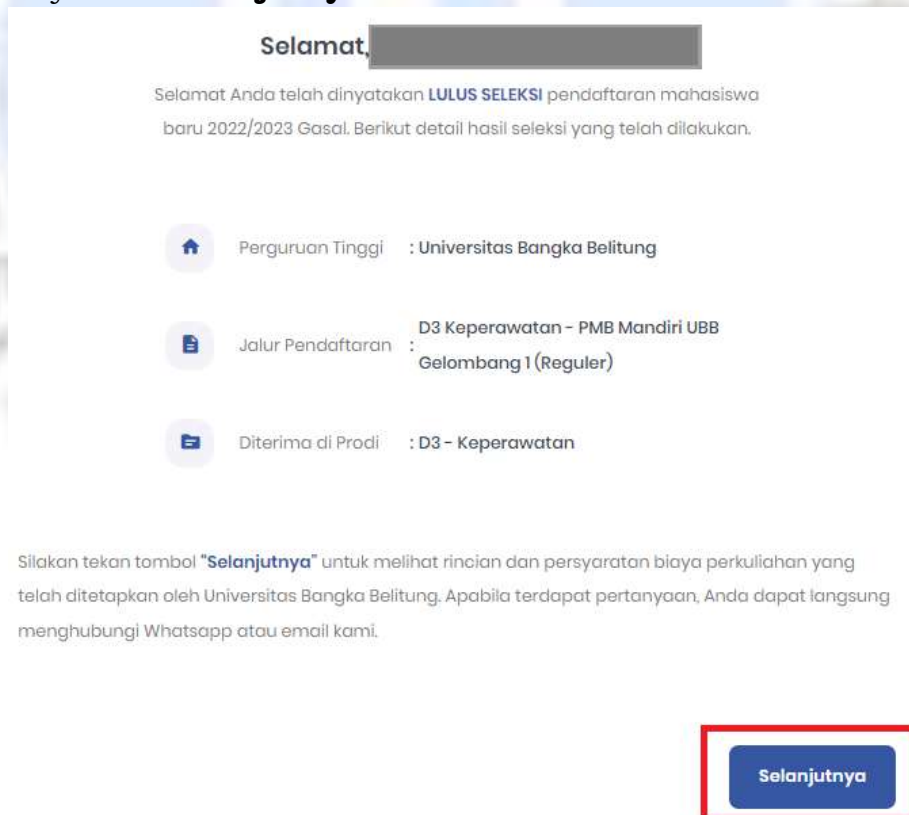 Selamat,
Selamat Anda telah dinyatakan LULUS SELEKSI pendaftaran mahasiswa
baru 2022/2023 Gasal. Berikut detail hasil seleksi yang telah dilakukan.
Perguruan Tinggi : Universitas Bangka Belitung
Jalur Pendaftaran : D3 Keperawatan - PMB Mandiri UBB
Gelombang 1 (Reguler)
Diterima di Prodi : D3 - Keperawatan
Silakan tekan tombol "Selanjutnya" untuk melihat rincian dan persyaratan biaya perkuliahan yang
telah ditetapkan oleh Universitas Bangka Belitung. Apabila terdapat pertanyaan, Anda dapat langsung
menghubungi Whatsapp atau email kami.
Selanjutnya